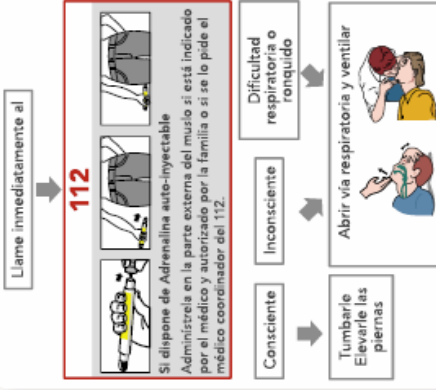 Llame inmediatamente al
112
Si dispone de Adrenalina auto-inyectable
Adminístrela en la parte externa del muslo si está indicado
por el médico y autorizado por la familia o si se lo pide el
médico coordinador del 112.
Consciente
Inconsciente
Dificultad
respiratoria o
ronquido
Tumbarle
Elevarle las
piernas
Abrir vía respiratoria y ventilar